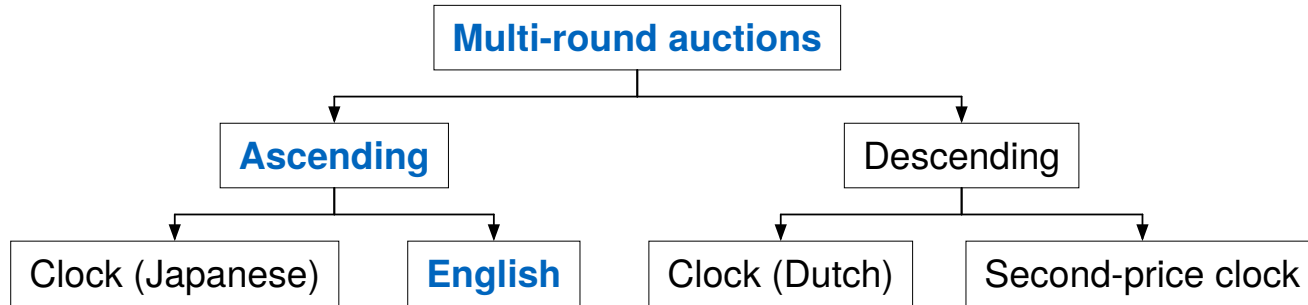 Multi-round auctions
Ascending
Descending
Clock (Japanese)
English
Clock (Dutch)
Second-price clock